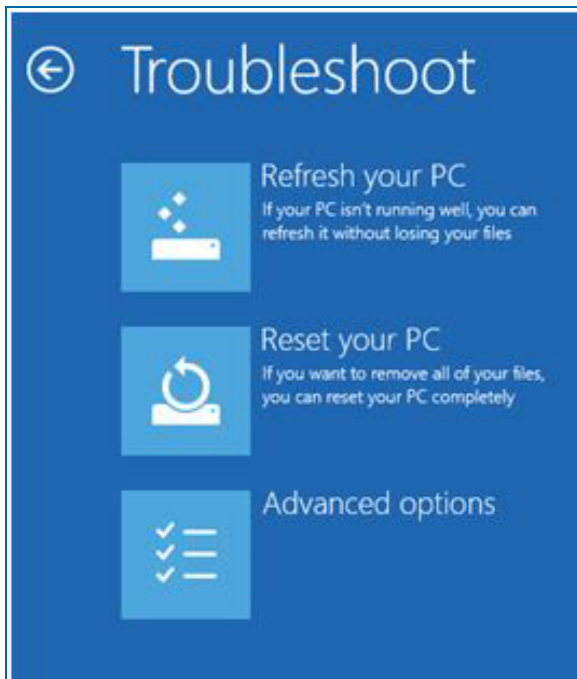 Troubleshoot
Refresh your PC
If your PC isn't running well, you can
refresh it without losing your files
Reset your PC
If you want to remove all of your files,
you can reset your PC completely
Advanced options